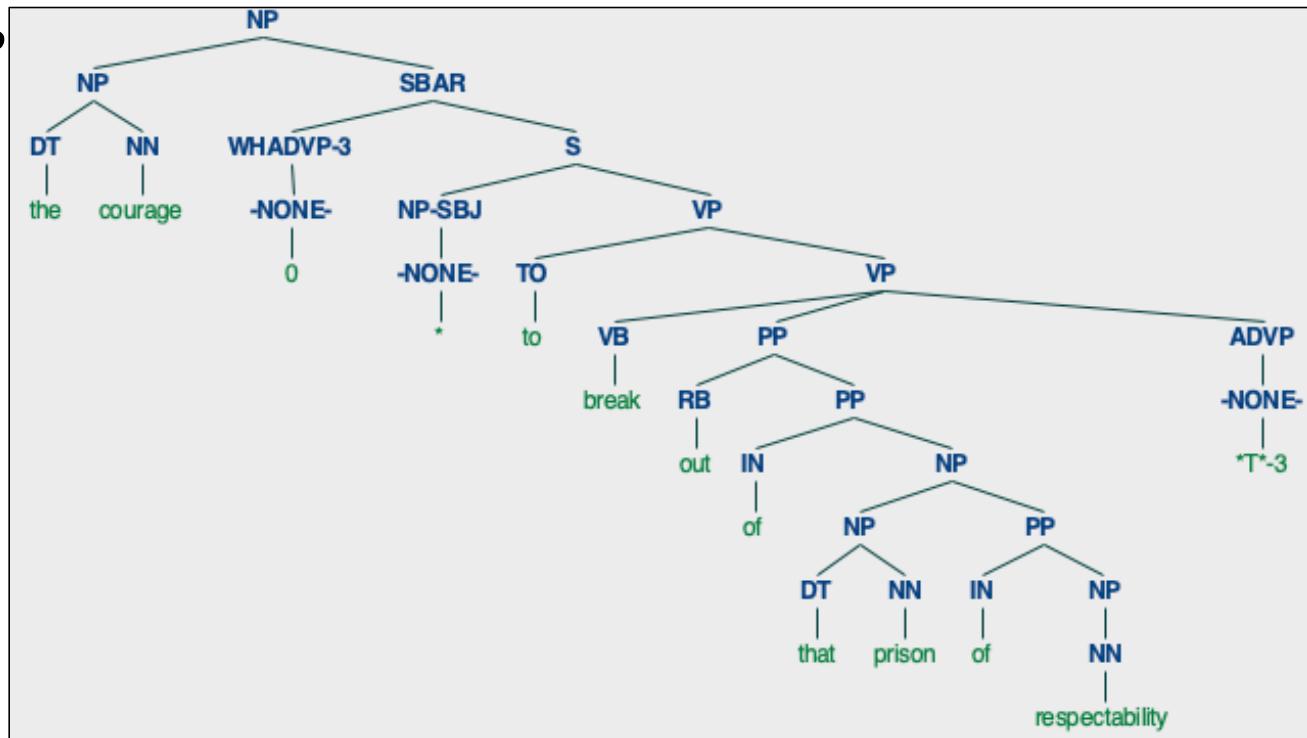 NP
NP SBAR
DT NN WHADVP-3 S
the courage -NONE- NP-SBJ VP
0 -NONE- TO VP
* to VB PP ADVP
break RB PP -NONE-
out IN NP *T*-3
of NP PP
DT NN IN NP
that prison of NN
respectability